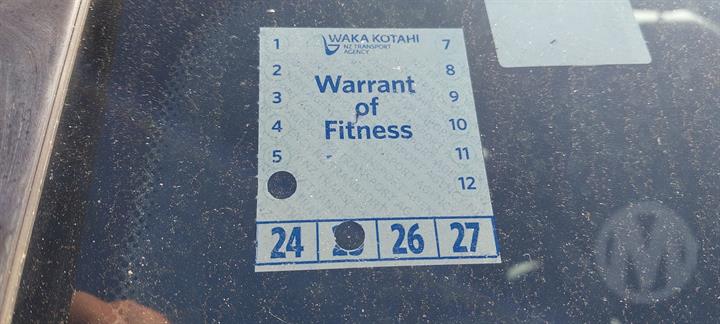 WAKA KOTAHI
NZ TRANSPORT
AGENCY
1 7
2 8
3 9
4 10
5 11
12
Warrant
of
Fitness
24 25 26 27
M